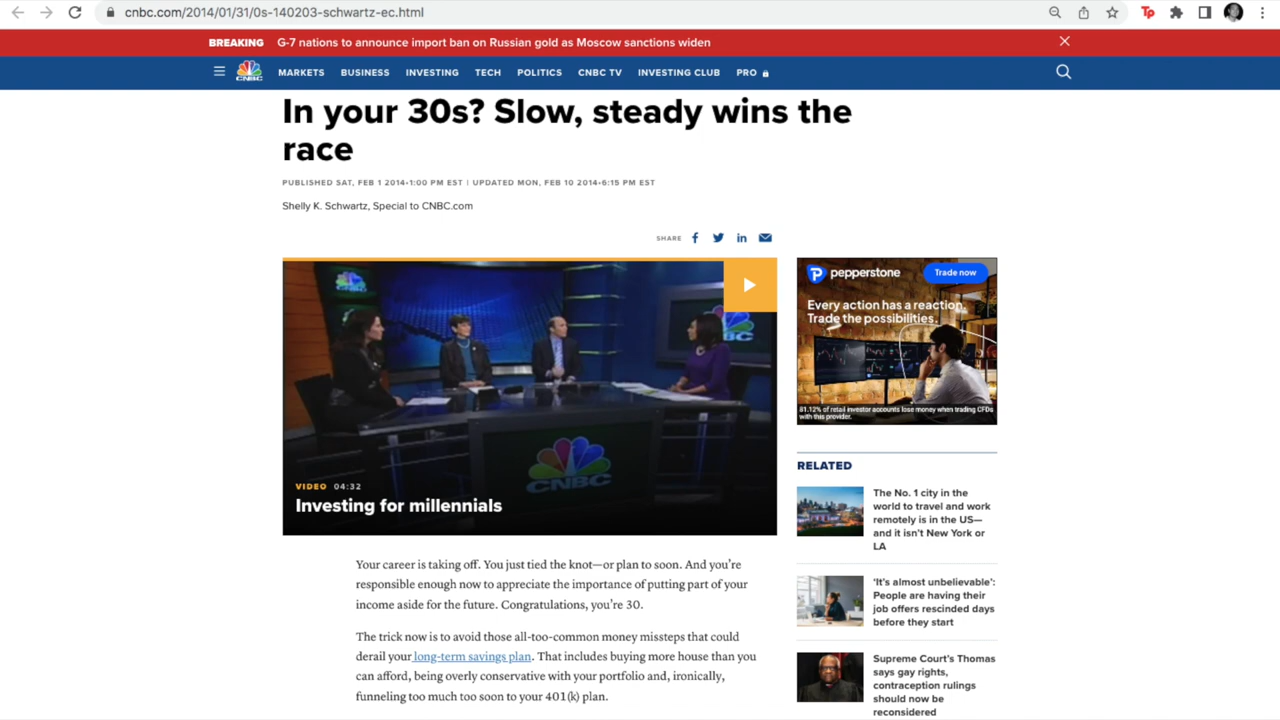 cnbc.com/2014/01/31/0s-140203-schwartz-ec.html
Tp
BREAKING G-7 nations to announce import ban on Russian gold as Moscow sanctions widen
CNBC
MARKETS BUSINESS INVESTING TECH POLITICS CNBC TV INVESTING CLUB PRO
In your 30s? Slow, steady wins the
race
PUBLISHED SAT, FEB 1 2014•1:00 PM EST | UPDATED MON, FEB 10 2014•6:15 PM EST
Shelly K. Schwartz, Special to CNBC.com
SHARE
CNBC
VIDEO 04:32
Investing for millennials
Your career is taking off. You just tied the knot—or plan to soon. And you’re
responsible enough now to appreciate the importance of putting part of your
income aside for the future. Congratulations, you’re 30.
The trick now is to avoid those all-too-common money missteps that could
derail your long-term savings plan. That includes buying more house than you
can afford, being overly conservative with your portfolio and, ironically,
funneling too much too soon to your 401(k) plan.
pepperstone
Trade now
Every action has a reaction.
Trade the possibilities.
81.12% of retail investor accounts lose money when trading CFDs
with this provider.
RELATED
The No. 1 city in the
world to travel and work
remotely is in the US—
and it isn’t New York or
LA
‘It’s almost unbelievable’:
People are having their
job offers rescinded days
before they start
Supreme Court’s Thomas
says gay rights,
contraception rulings
should now be
reconsidered